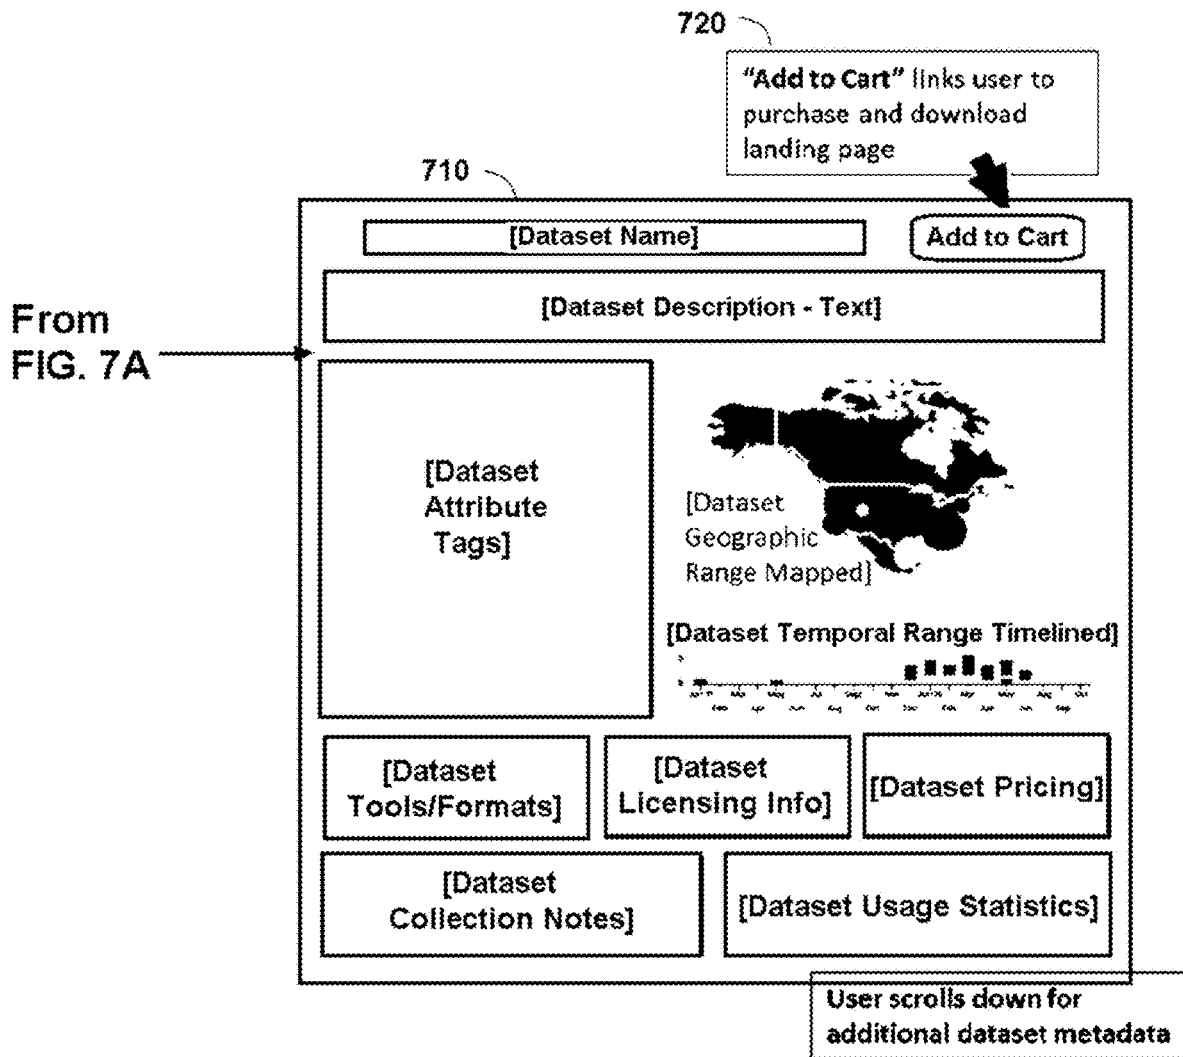 720
“Add to Cart” links user to
purchase and download
landing page
710
[Dataset Name]
Add to Cart
[Dataset Description - Text]
From
FIG. 7A
[Dataset
Attribute
Tags]
[Dataset
Geographic
Range Mapped]
[Dataset Temporal Range Timelined]
[Dataset
Tools/Formats]
[Dataset
Licensing Info]
[Dataset Pricing]
[Dataset
Collection Notes]
[Dataset Usage Statistics]
User scrolls down for
additional dataset metadata